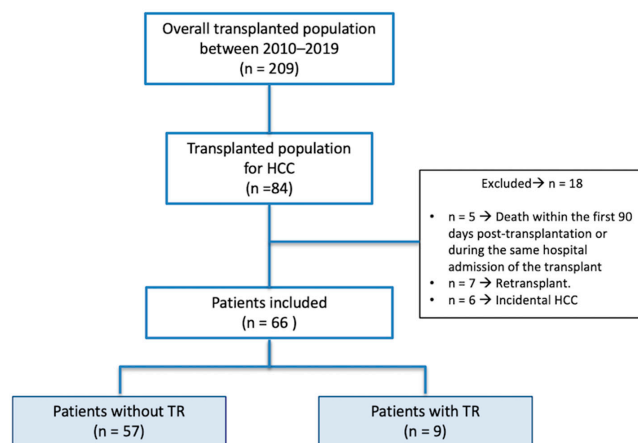 Overall transplanted population
between 2010–2019
(n = 209)
Transplanted population
for HCC
(n =84)
Excluded→ n = 18
• n = 5 → Death within the first 90
days post-transplantation or
during the same hospital
admission of the transplant
• n = 7 → Retransplant.
• n = 6 → Incidental HCC
Patients included
(n = 66 )
Patients without TR
(n = 57)
Patients with TR
(n = 9)